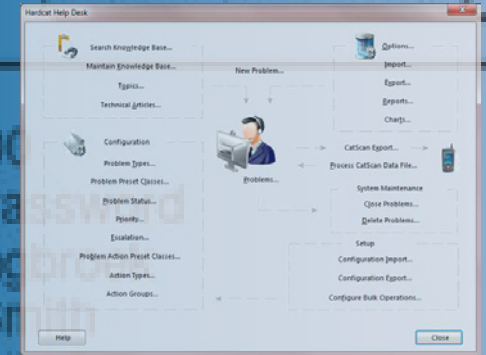 Hardcat Help Desk
Search Knowledge Base...
Maintain Knowledge Base...
Topics...
Technical Articles...
New Problem...
Options...
Import...
Export...
Reports...
Charts...
Configuration
Problem Types...
Problem Preset Classes...
Problem Status...
Priority...
Escalation...
Problem Action Preset Classes...
Action Types...
Action Groups...
Problems...
CatScan Export...
Process CatScan Data File...
System Maintenance
Close Problems...
Delete Problems...
Setup
Configuration Import...
Configuration Export...
Configure Bulk Operations...
Help
Close